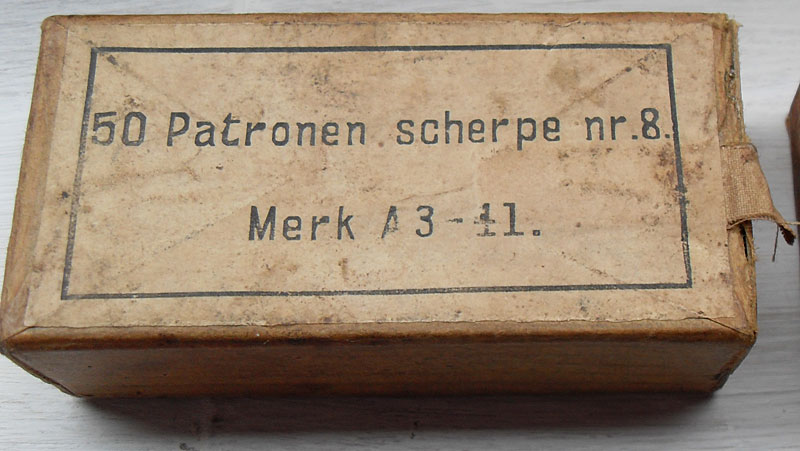 50 Patronen scherpe nr.8.
Merk A 3-41.